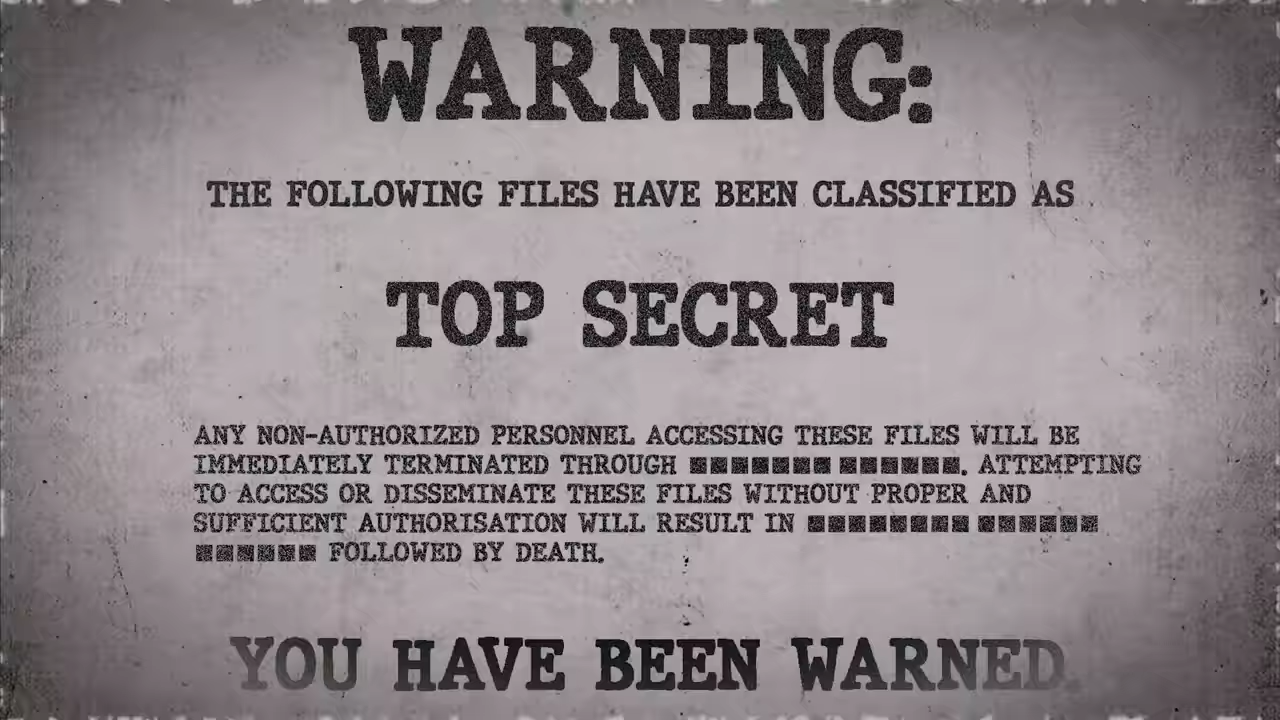 WARNING:
THE FOLLOWING FILES HAVE BEEN CLASSIFIED AS
TOP SECRET
ANY NON-AUTHORIZED PERSONNEL ACCESSING THESE FILES WILL BE
IMMEDIATELY TERMINATED THROUGH ■■■■■■■ ■■■■■■. ATTEMPTING
TO ACCESS OR DISSEMINATE THESE FILES WITHOUT PROPER AND
SUFFICIENT AUTHORISATION WILL RESULT IN ■■■■■■■■ ■■■■■■
■■■■■■ FOLLOWED BY DEATH.
YOU HAVE BEEN WARNED.